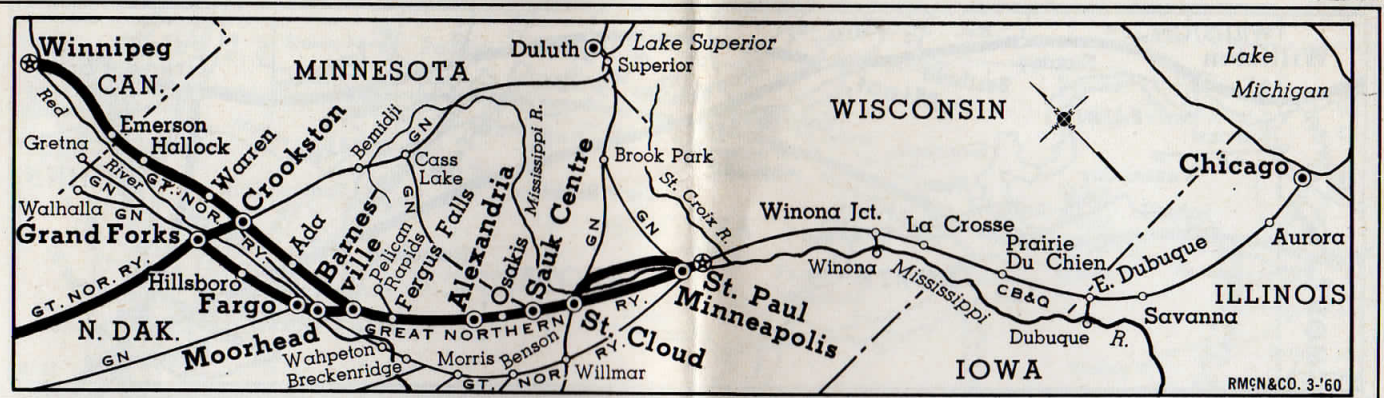 Winnipeg
CAN.
Red
Emerson
Hallock
Gretna
GN
River
GT. NOR.
RY.
Warren
Crookston
Walhalla
GN
Grand Forks
GT. NOR. RY.
Hillsboro
Fargo
N. DAK.
GN
Moorhead
MINNESOTA
Ada
Barnes-
ville
Bemidji
GN
Cass
Lake
GN
Pelican
Rapids
Fergus Falls
Alexandria
Osakis
Mississippi R.
Sauk Centre
GREAT NORTHERN
RY.
Wahpeton
Breckenridge
Morris
Benson
GT. NOR.
RY.
Willmar
St. Cloud
Duluth
Lake Superior
Superior
Brook Park
GN
GN
St. Croix R.
St. Paul
Minneapolis
WISCONSIN
Winona Jct.
Winona
La Crosse
Prairie
Du Chien
Mississippi
R.
CB&Q
E. Dubuque
Dubuque
Savanna
IOWA
Lake
Michigan
Chicago
Aurora
ILLINOIS
RMcN&CO. 3-'60